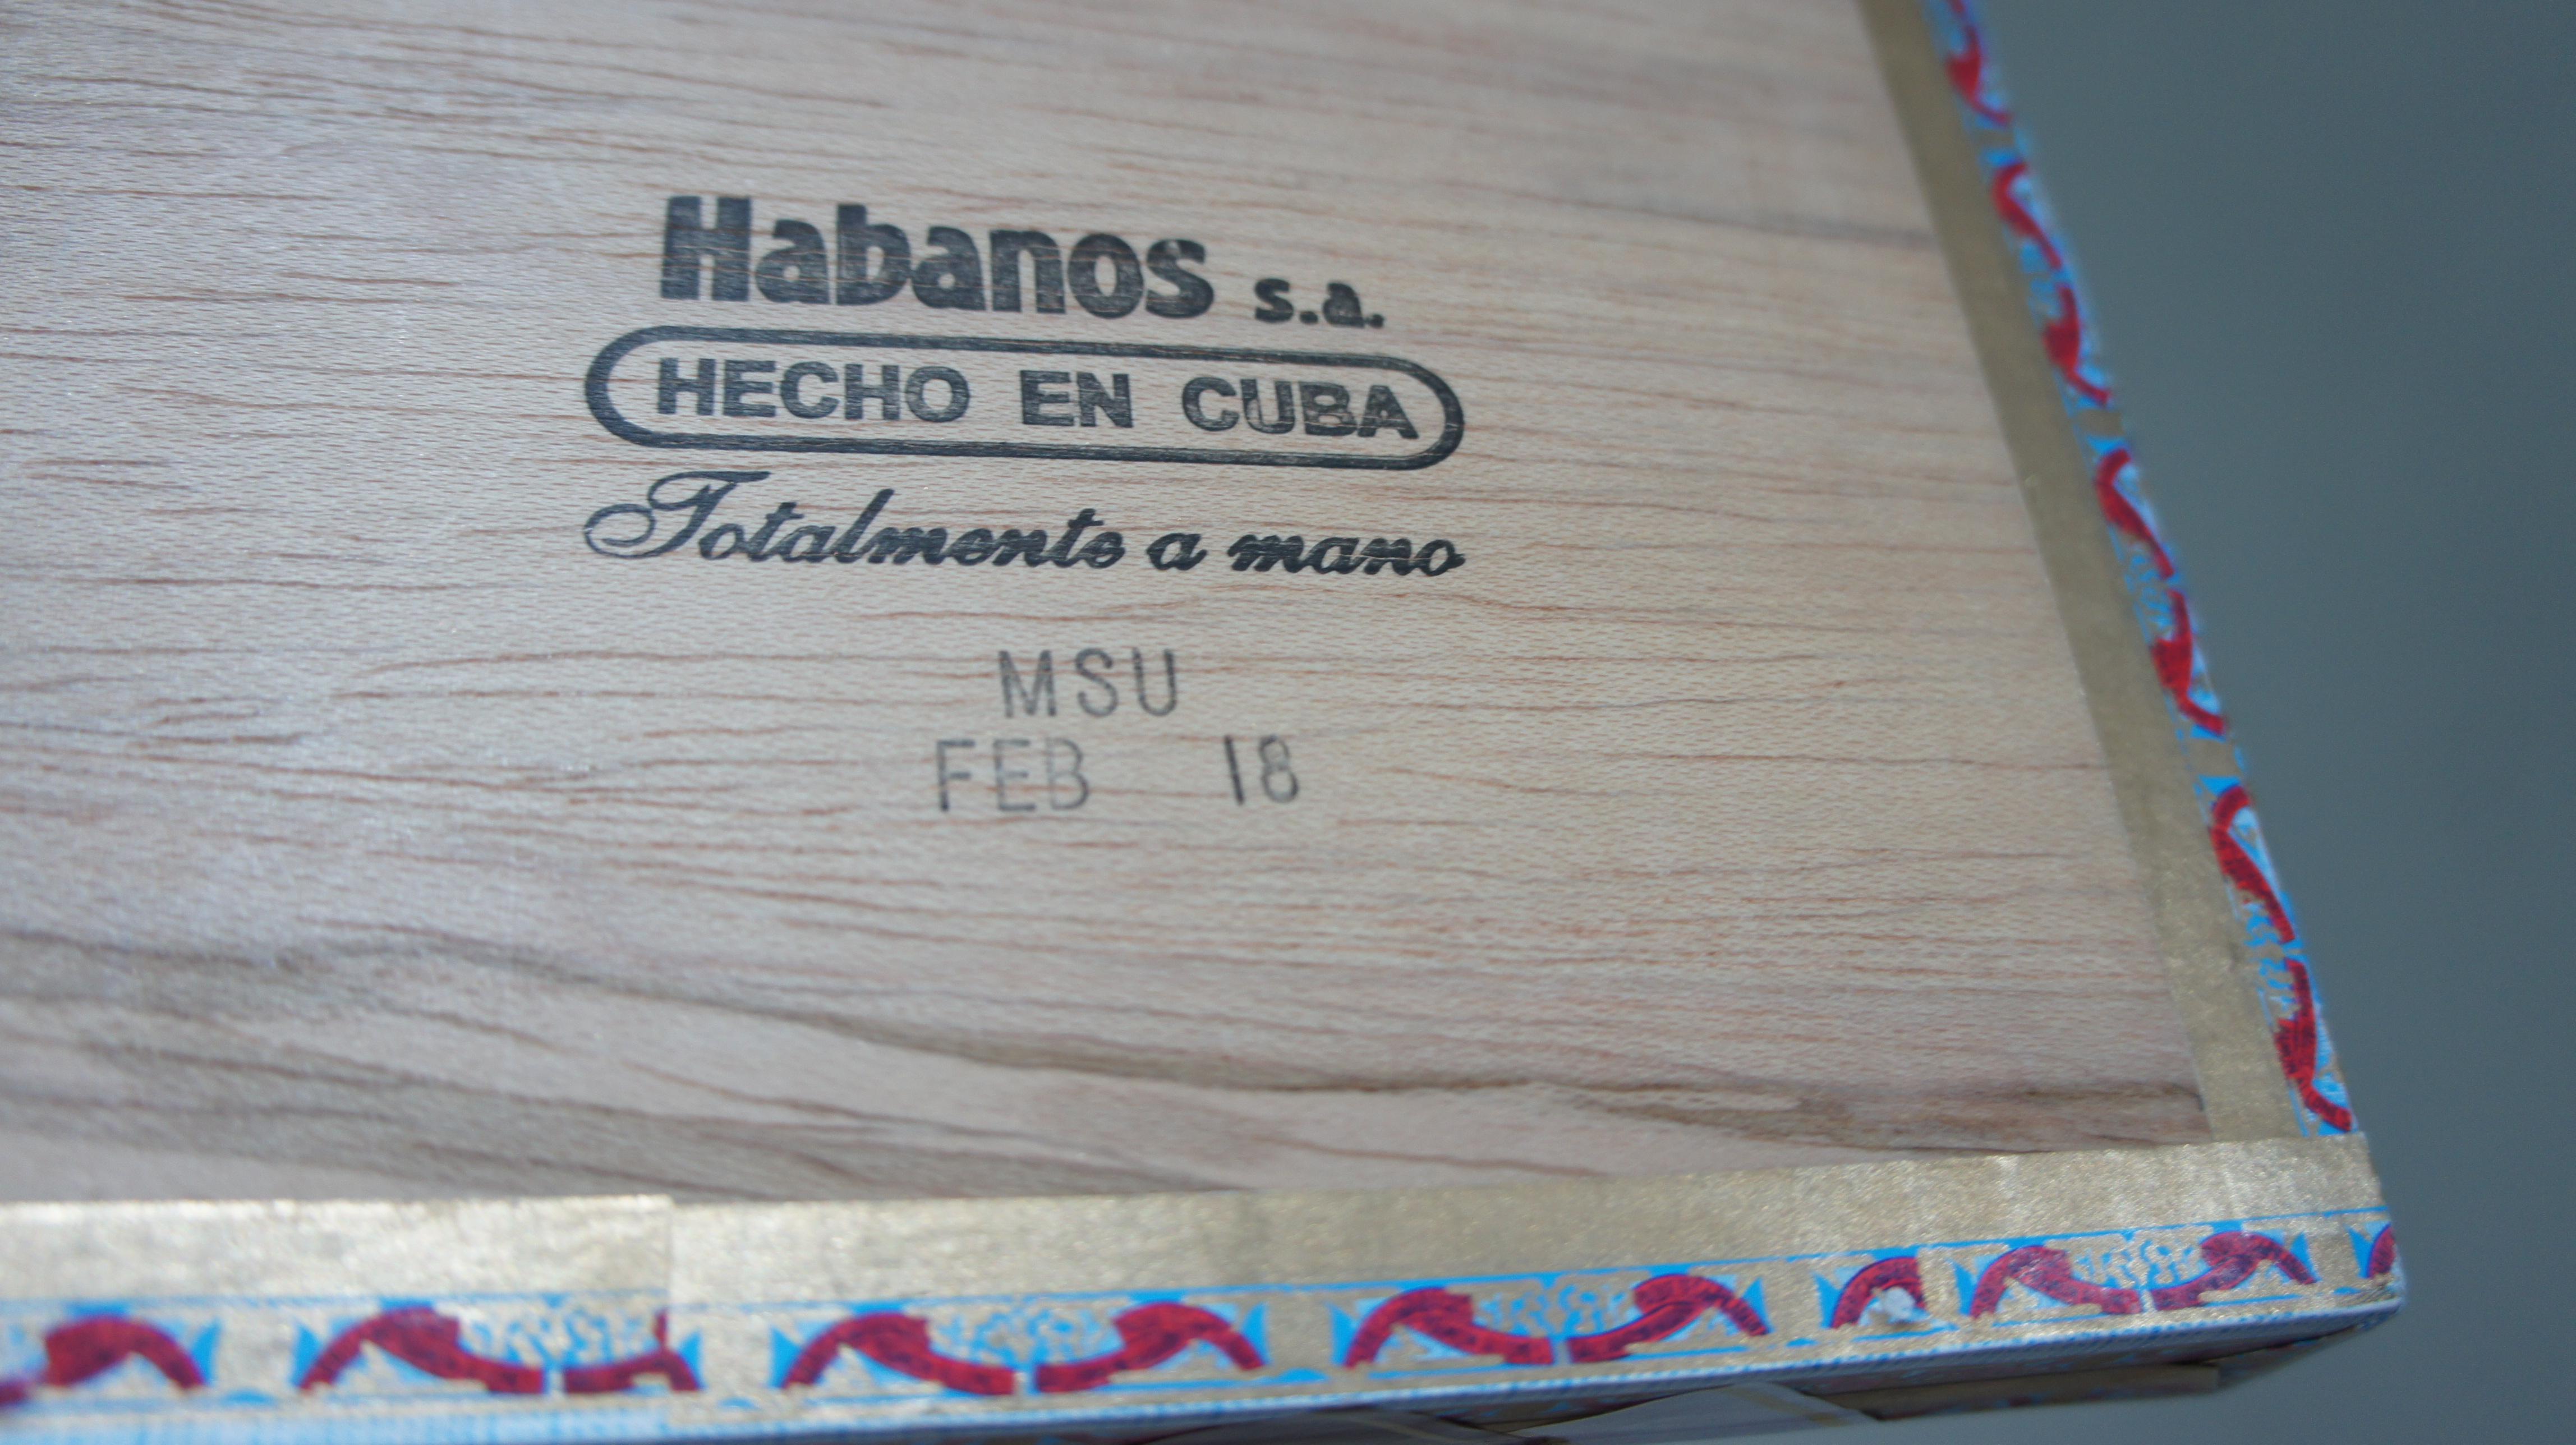 Habanos s.a.
HECHO EN CUBA
Totalmente a mano
MSU
FEB 18